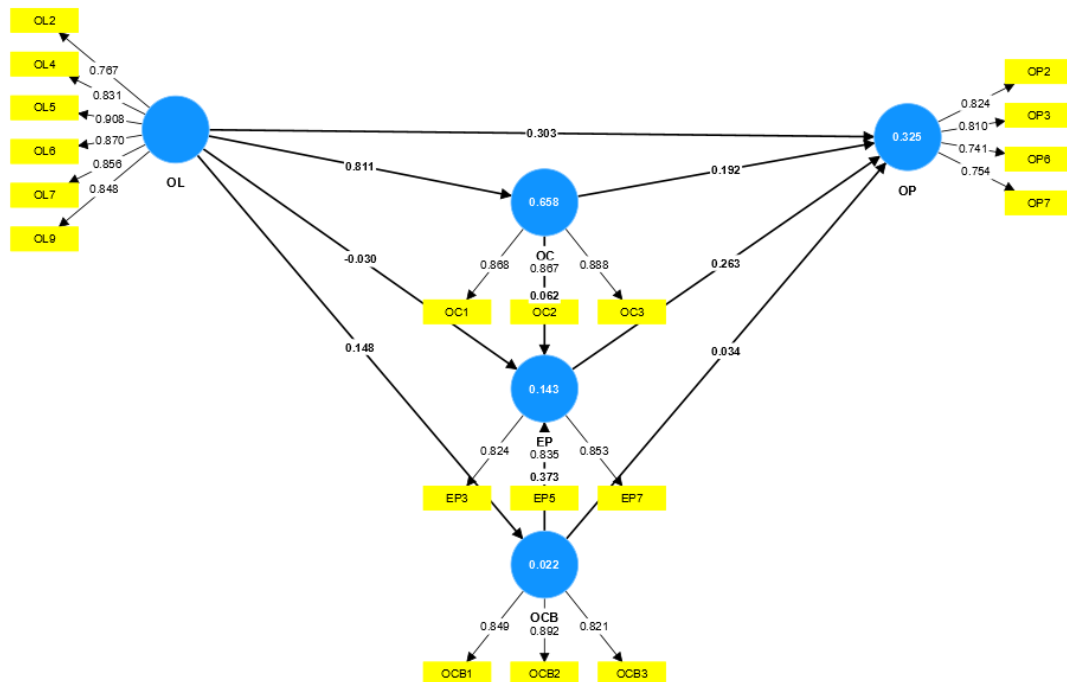 OL2
OL4
OL5
OL6
OL7
OL9
0.767
0.831
0.908
0.870
0.856
0.848
OL
0.303
0.811
-0.030
0.148
0.658
OC
0.868
0.867
0.888
0.062
OC1
OC2
OC3
0.192
0.263
0.034
0.143
EP
0.824
0.835
0.853
0.373
EP3
EP5
EP7
0.022
OCB
0.849
0.892
0.821
OCB1
OCB2
OCB3
0.325
OP
0.824
0.810
0.741
0.754
OP2
OP3
OP6
OP7